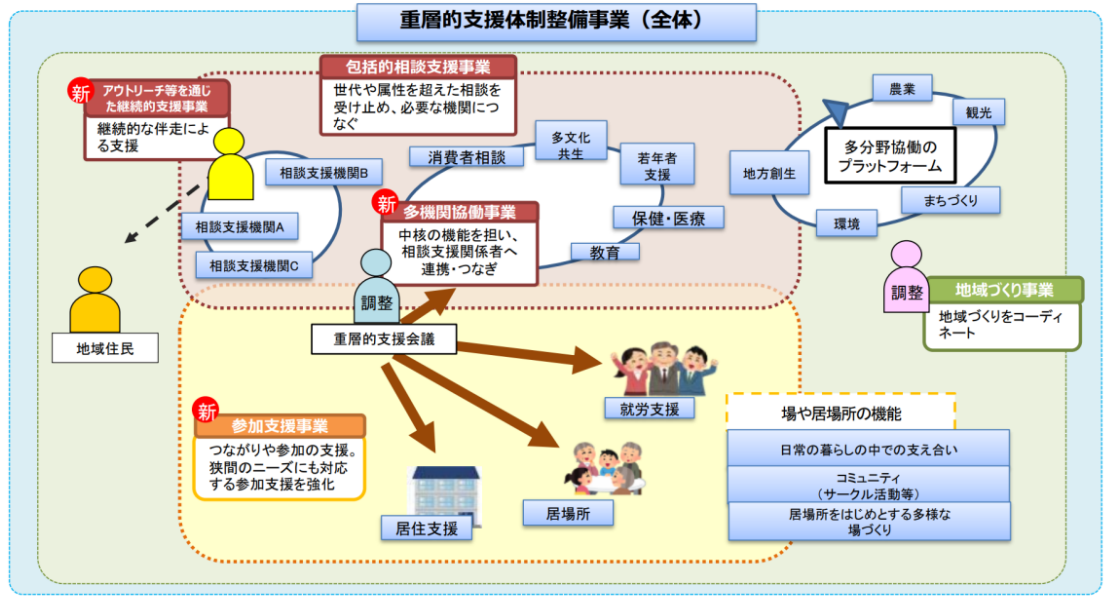 重層的支援体制整備事業（全体）
新
アウトリーチ等を通じ
た継続的支援事業
継続的な伴走によ
る支援
包括的相談支援事業
世代や属性を超えた相談を
受け止め、必要な機関につ
なぐ
相談支援機関B
相談支援機関A
相談支援機関C
消費者相談
多文化
共生
若年者
支援
保健・医療
教育
新
多機関協働事業
中核の機能を担い、
相談支援関係者へ
連携・つなぎ
調整
重層的支援会議
農業
観光
多分野協働の
プラットフォーム
地方創生
まちづくり
環境
調整
地域づくり事業
地域づくりをコーディ
ネート
地域住民
新
参加支援事業
つながりや参加の支援。
狭間のニーズにも対応
する参加支援を強化
就労支援
居住支援
居場所
場や居場所の機能
日常の暮らしの中での支え合い
コミュニティ
（サークル活動等）
居場所をはじめとする多様な
場づくり